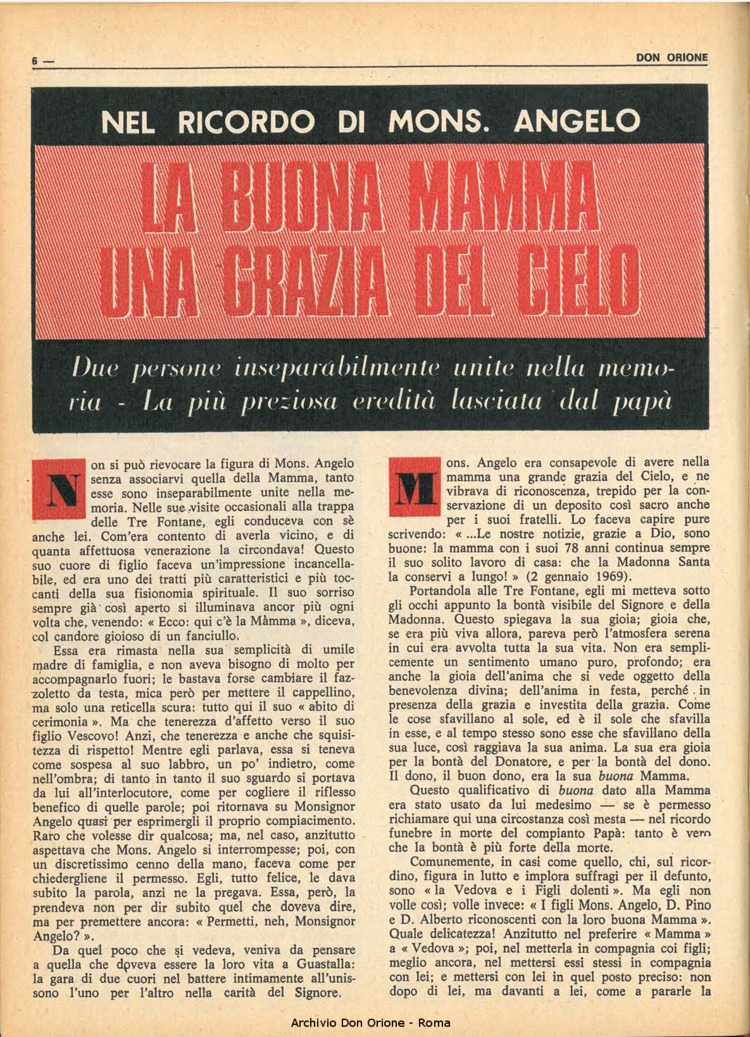 6 —
DON ORIONE
NEL RICORDO DI MONS. ANGELO
LA BUONA MAMMA
UNA GRAZIA DEL CIELO
Due persone inseparabilmente unite nella memo-
ria - La più preziosa eredità lasciata dal papà
Non si può rievocare la figura di Mons. Angelo
senza associarvi quella della Mamma, tanto
esse sono inseparabilmente unite nella me-
moria. Nelle sue visite occasionali alla trappa
delle Tre Fontane, egli conduceva con sè
anche lei. Com'era contento di averla vicino, e di
quanta affettuosa venerazione la circondava! Questo
suo cuore di figlio faceva un'impressione incancella-
bile, ed era uno dei tratti più caratteristici e più toc-
canti della sua fisionomia spirituale. Il suo sorriso
sempre già così aperto si illuminava ancor più ogni
volta che, venendo: « Ecco: qui c'è la Màmma », diceva,
col candore gioioso di un fanciullo.
Essa era rimasta nella sua semplicità di umile
madre di famiglia, e non aveva bisogno di molto per
accompagnarlo fuori; le bastava forse cambiare il faz-
zoletto da testa, mica però per mettere il cappellino,
ma solo una reticella scura: tutto qui il suo « abito di
cerimonia ». Ma che tenerezza d'affetto verso il suo
figlio Vescovo! Anzi, che tenerezza e anche che squisi-
tezza di rispetto! Mentre egli parlava, essa si teneva
come sospesa al suo labbro, un po' indietro, come
nell'ombra; di tanto in tanto il suo sguardo si portava
da lui all'interlocutore, come per cogliere il riflesso
benefico di quelle parole; poi ritornava su Monsignor
Angelo quasi per esprimergli il proprio compiacimento.
Raro che volesse dir qualcosa; ma, nel caso, anzitutto
aspettava che Mons. Angelo si interrompesse; poi, con
un discretissimo cenno della mano, faceva come per
chiedergliene il permesso. Egli, tutto felice, le dava
subito la parola, anzi ne la pregava. Essa, però, la
prendeva non per dir subito quel che doveva dire,
ma per premettere ancora: « Permetti, neh, Monsignor
Angelo? ».
Da quel poco che si vedeva, veniva da pensare
a quella che doveva essere la loro vita a Guastalla:
la gara di due cuori nel battere intimamente all'unis-
sono l'uno per l'altro nella carità del Signore.
Mons. Angelo era consapevole di avere nella
mamma una grande grazia del Cielo, e ne
vibrava di riconoscenza, trepido per la con-
servazione di un deposito così sacro anche
per i suoi fratelli. Lo faceva capire pure
scrivendo: « ...Le nostre notizie, grazie a Dio, sono
buone: la mamma con i suoi 78 anni continua sempre
il suo solito lavoro di casa: che la Madonna Santa
la conservi a lungo! » (2 gennaio 1969).
Portandola alle Tre Fontane, egli mi metteva sotto
gli occhi appunto la bontà visibile del Signore e della
Madonna. Questo spiegava la sua gioia; gioia che,
se era più viva allora, pareva però l'atmosfera serena
in cui era avvolta tutta la sua vita. Non era sempli-
cemente un sentimento umano puro, profondo; era
anche la gioia dell'anima che si vede oggetto della
benevolenza divina; dell'anima in festa, perché in
presenza della grazia e investita della grazia. Come
le cose sfavillano al sole, ed è il sole che sfavilla
in esse, e al tempo stesso sono esse che sfavillano della
sua luce, così raggiava la sua anima. La sua era gioia
per la bontà del Donatore, e per la bontà del dono.
Il dono, il buon dono, era la sua buona Mamma.
Questo qualificativo di buona dato alla Mamma
era stato usato da lui medesimo — se è permesso
richiamare qui una circostanza così mesta — nel ricordo
funebre in morte del compianto Papà: tanto è vero
che la bontà è più forte della morte.
Comunemente, in casi come quello, chi, sul ricor-
dino, figura in lutto e implora suffragi per il defunto,
sono « la Vedova e i Figli dolenti ». Ma egli non
volle così; volle invece: « I figli Mons. Angelo, D. Pino
e D. Alberto riconoscenti con la loro buona Mamma ».
Quale delicatezza! Anzitutto nel preferire « Mamma »
a « Vedova »; poi, nel metterla in compagnia coi figli;
meglio ancora, nel mettersi essi stessi in compagnia
con lei; e mettersi con lei in quel posto preciso: non
dopo di lei, ma davanti a lei, come a pararle la
Archivio Don Orione - Roma